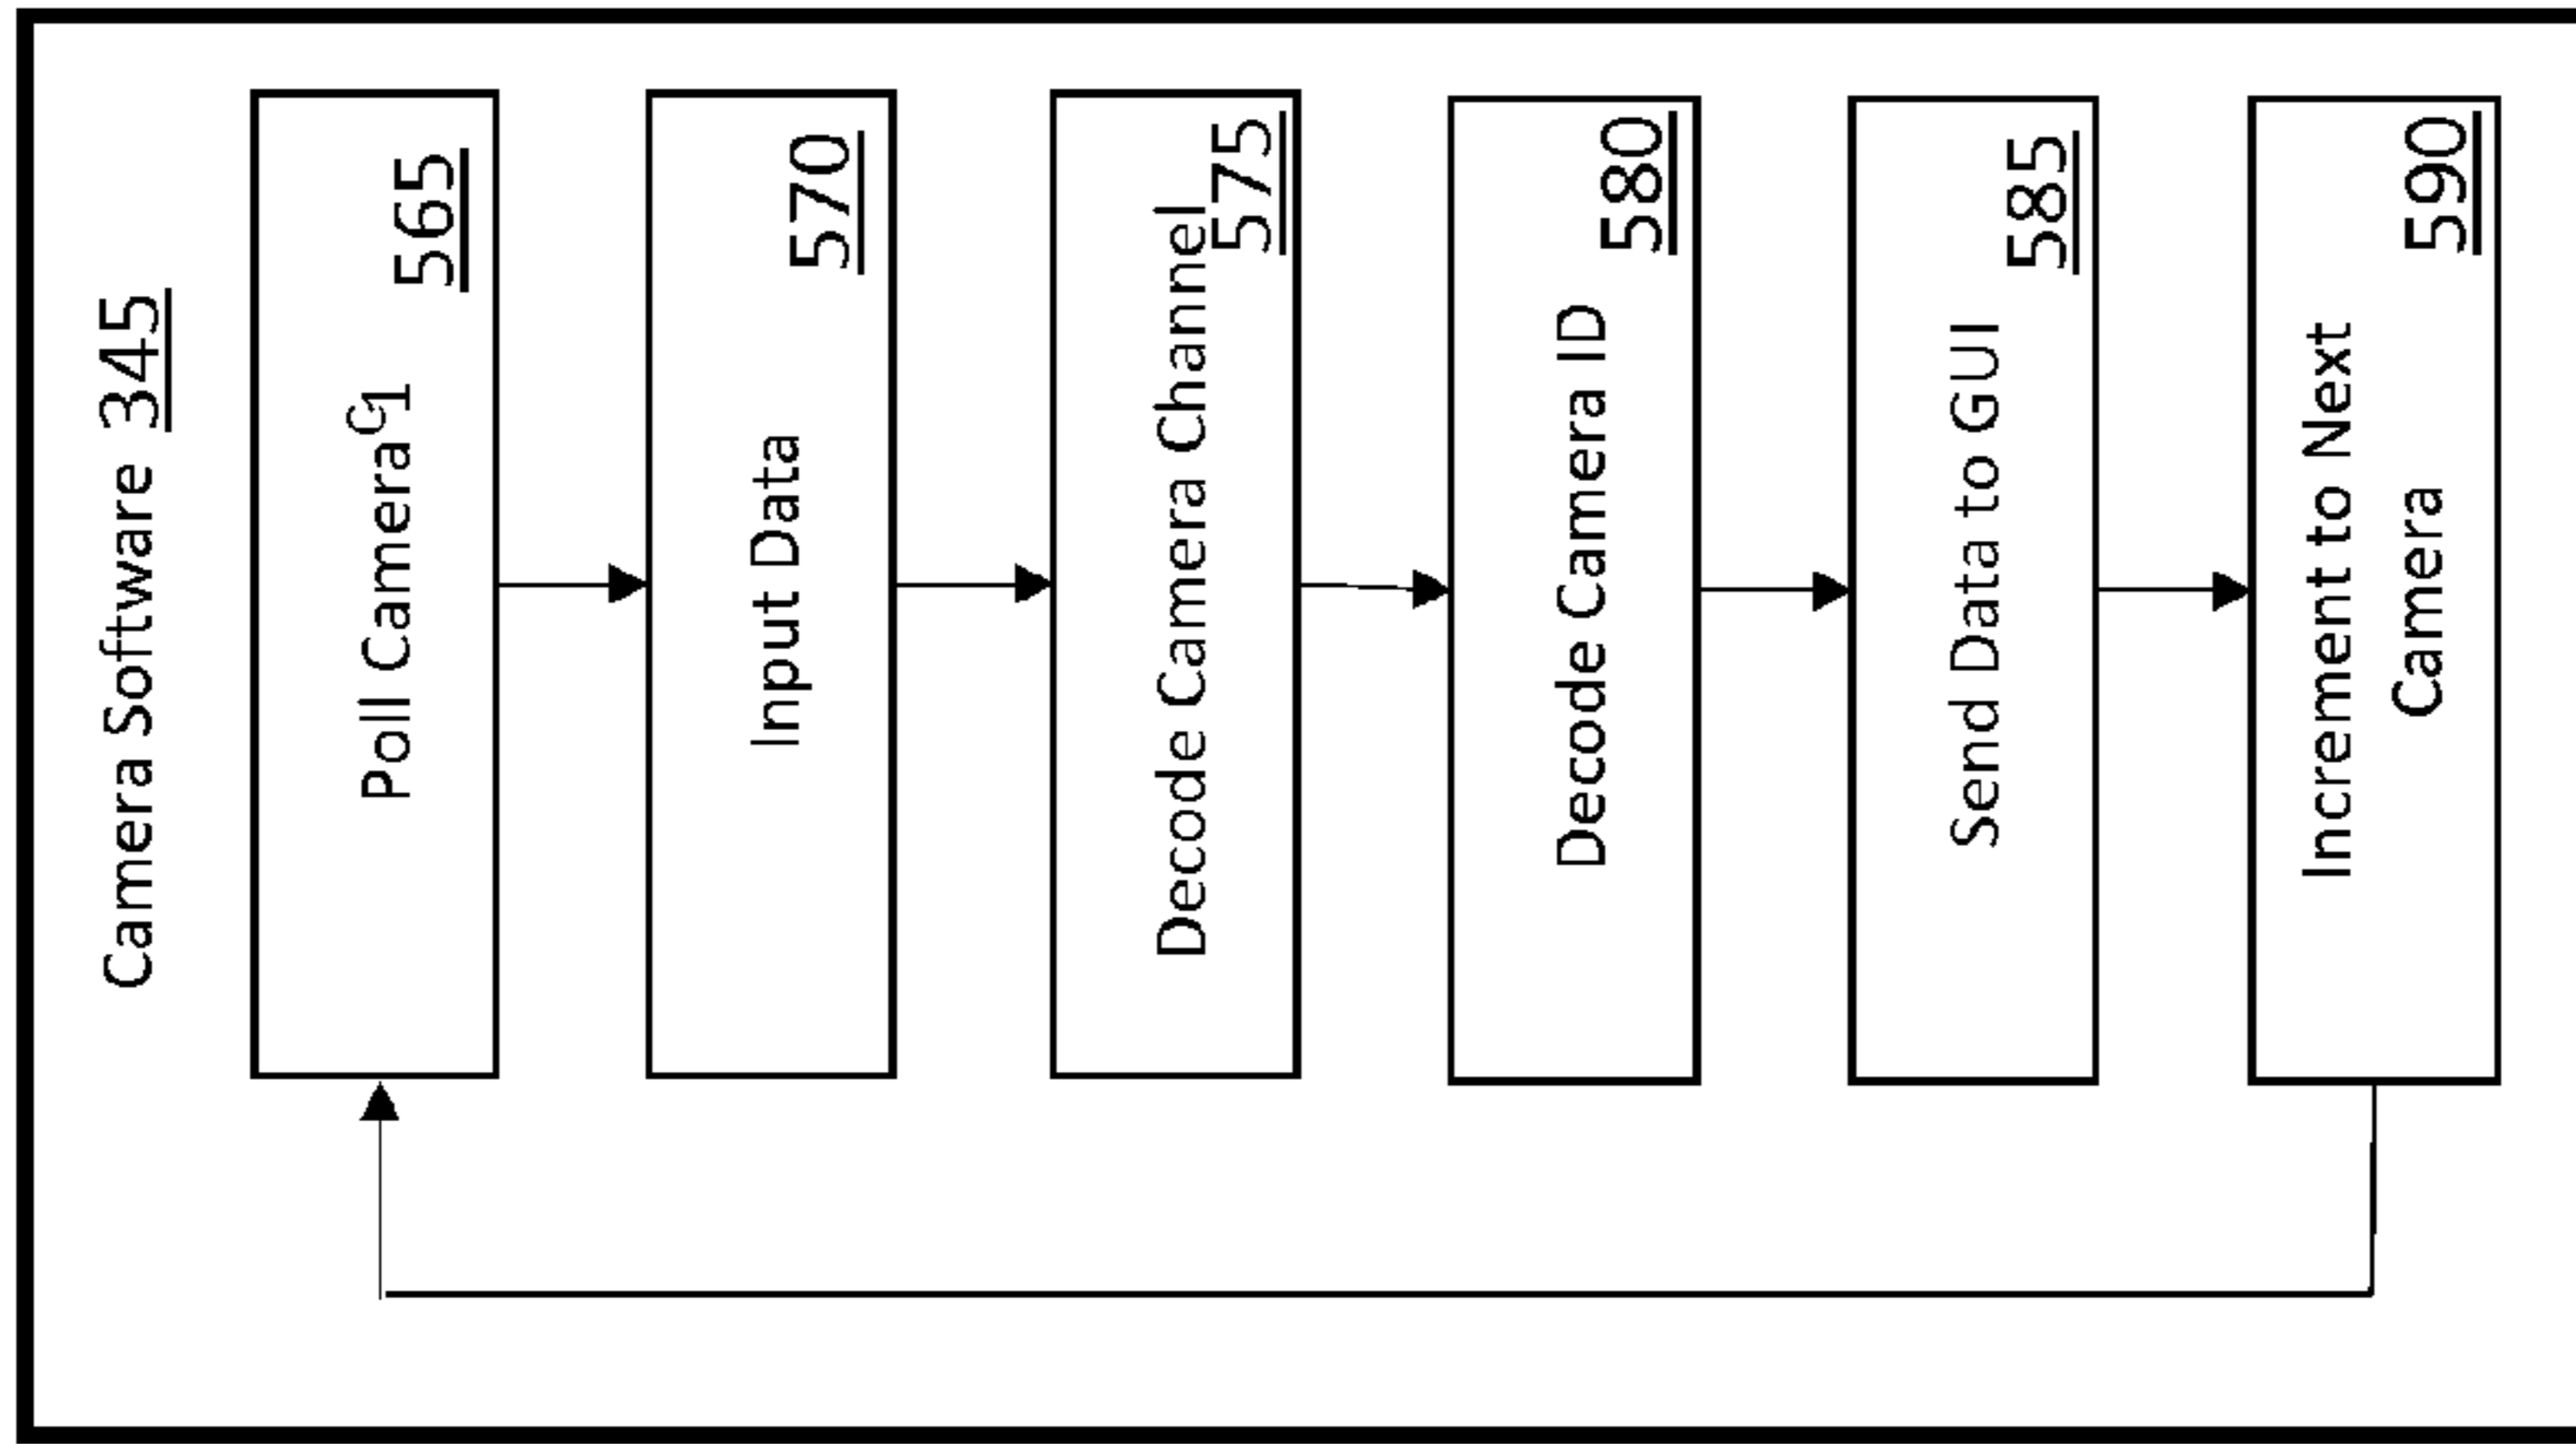 Camera Software 345
Poll Camera G1
565
Input Data
570
Decode Camera Channel
575
Decode Camera ID
580
Send Data to GUI
585
Increment to Next
Camera
590